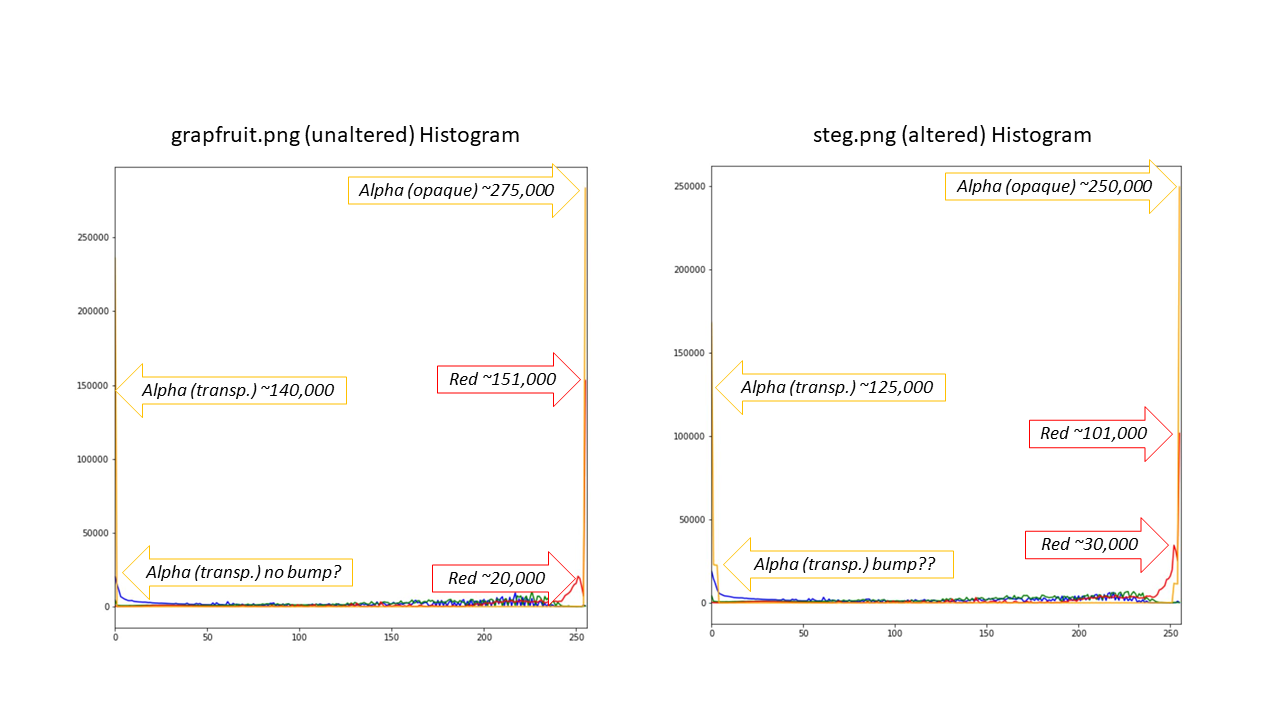 grapfruit.png (unaltered) Histogram
Alpha (opaque) ~275,000
250000
200000
150000
100000
50000
0
Red ~151,000
Alpha (transp.) ~140,000
Alpha (transp.) no bump?
Red ~20,000
0 50 100 150 200 250
steg.png (altered) Histogram
Alpha (opaque) ~250,000
250000
200000
150000
100000
50000
0
Alpha (transp.) ~125,000
Red ~101,000
Red ~30,000
Alpha (transp.) bump??
0 50 100 150 200 250